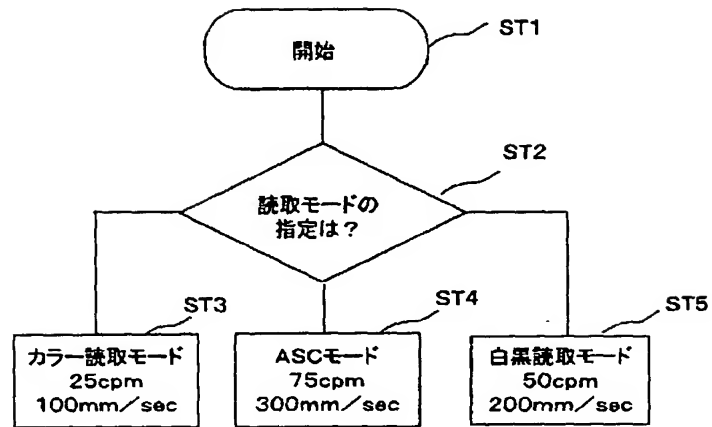 開始
ST1
ST2
読取モードの
指定は？
ST3
カラー読取モード
25cpm
100mm／sec
ST4
ASCモード
75cpm
300mm／sec
ST5
白黒読取モード
50cpm
200mm／sec